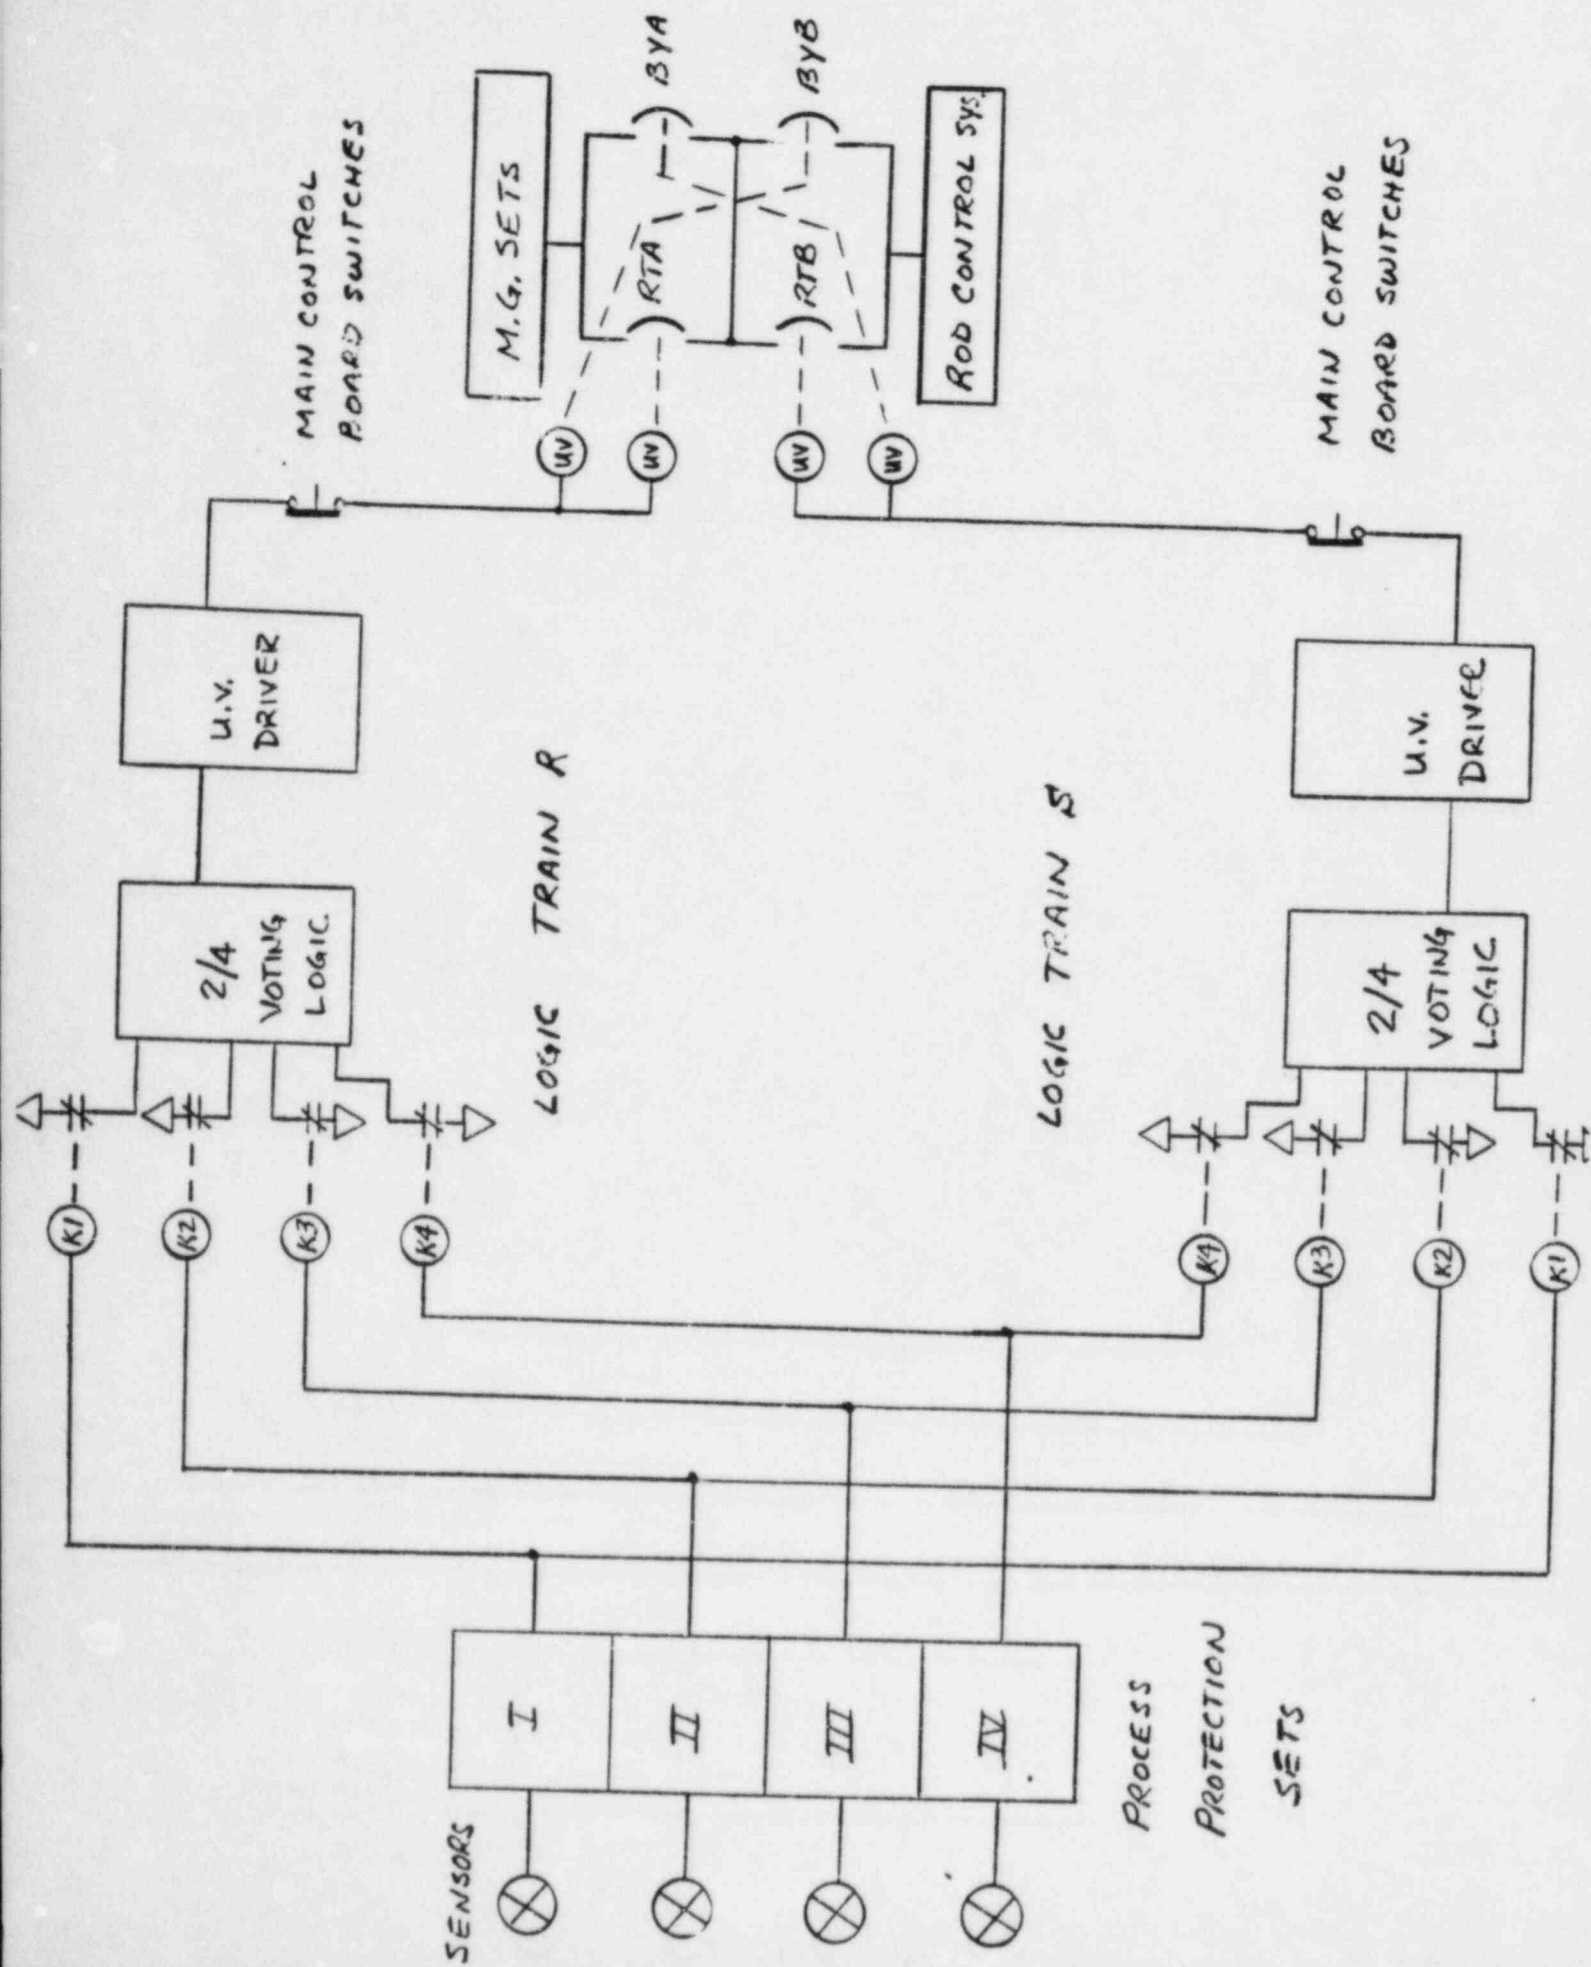 SENSORS
I
II
III
IV
PROCESS
PROTECTION
SETS
K1
K2
K3
K4
2/4
VOTING
LOGIC
U.V.
DRIVER
LOGIC TRAIN R
MAIN CONTROL
BOARD SWITCHES
M.G. SETS
UV
UV
RTA
BYA
UV
UV
RTB
BYB
ROD CONTROL SYS.
LOGIC TRAIN S
K4
K3
K2
K1
2/4
VOTING
LOGIC
U.V.
DRIVER
MAIN CONTROL
BOARD SWITCHES